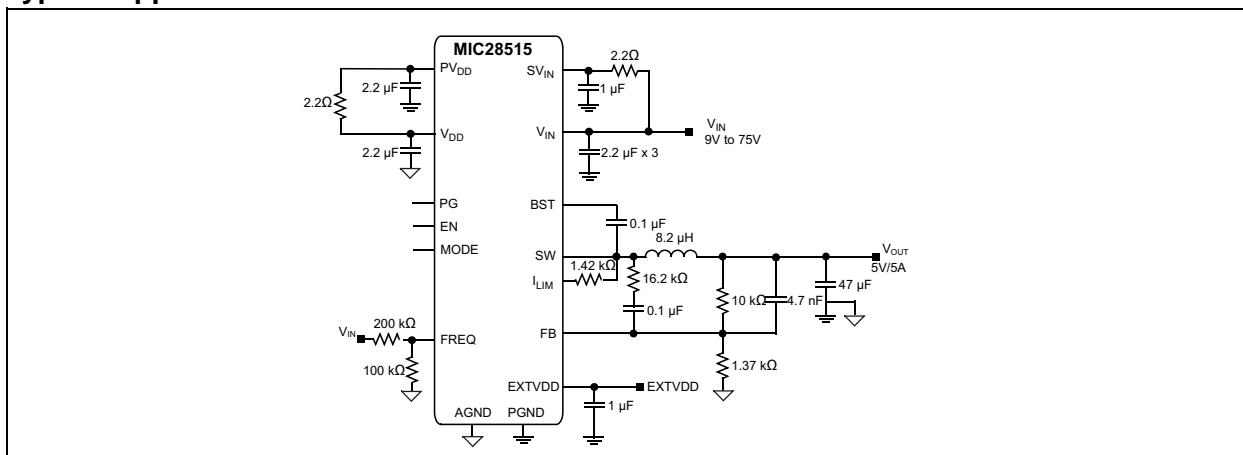 MIC28515
PVDD
2.2 µF
2.2Ω
VDD
2.2 µF
PG
EN
MODE
VIN
200 kΩ
FREQ
100 kΩ
AGND
PGND
SVIN
2.2Ω
1 µF
VIN
VIN
9V to 75V
2.2 µF x 3
BST
0.1 µF
8.2 µH
SW
VOUT
5V/5A
1.42 kΩ
ILIM
16.2 kΩ
47 µF
10 kΩ
4.7 nF
0.1 µF
FB
1.37 kΩ
EXTVDD
EXTVDD
1 µF